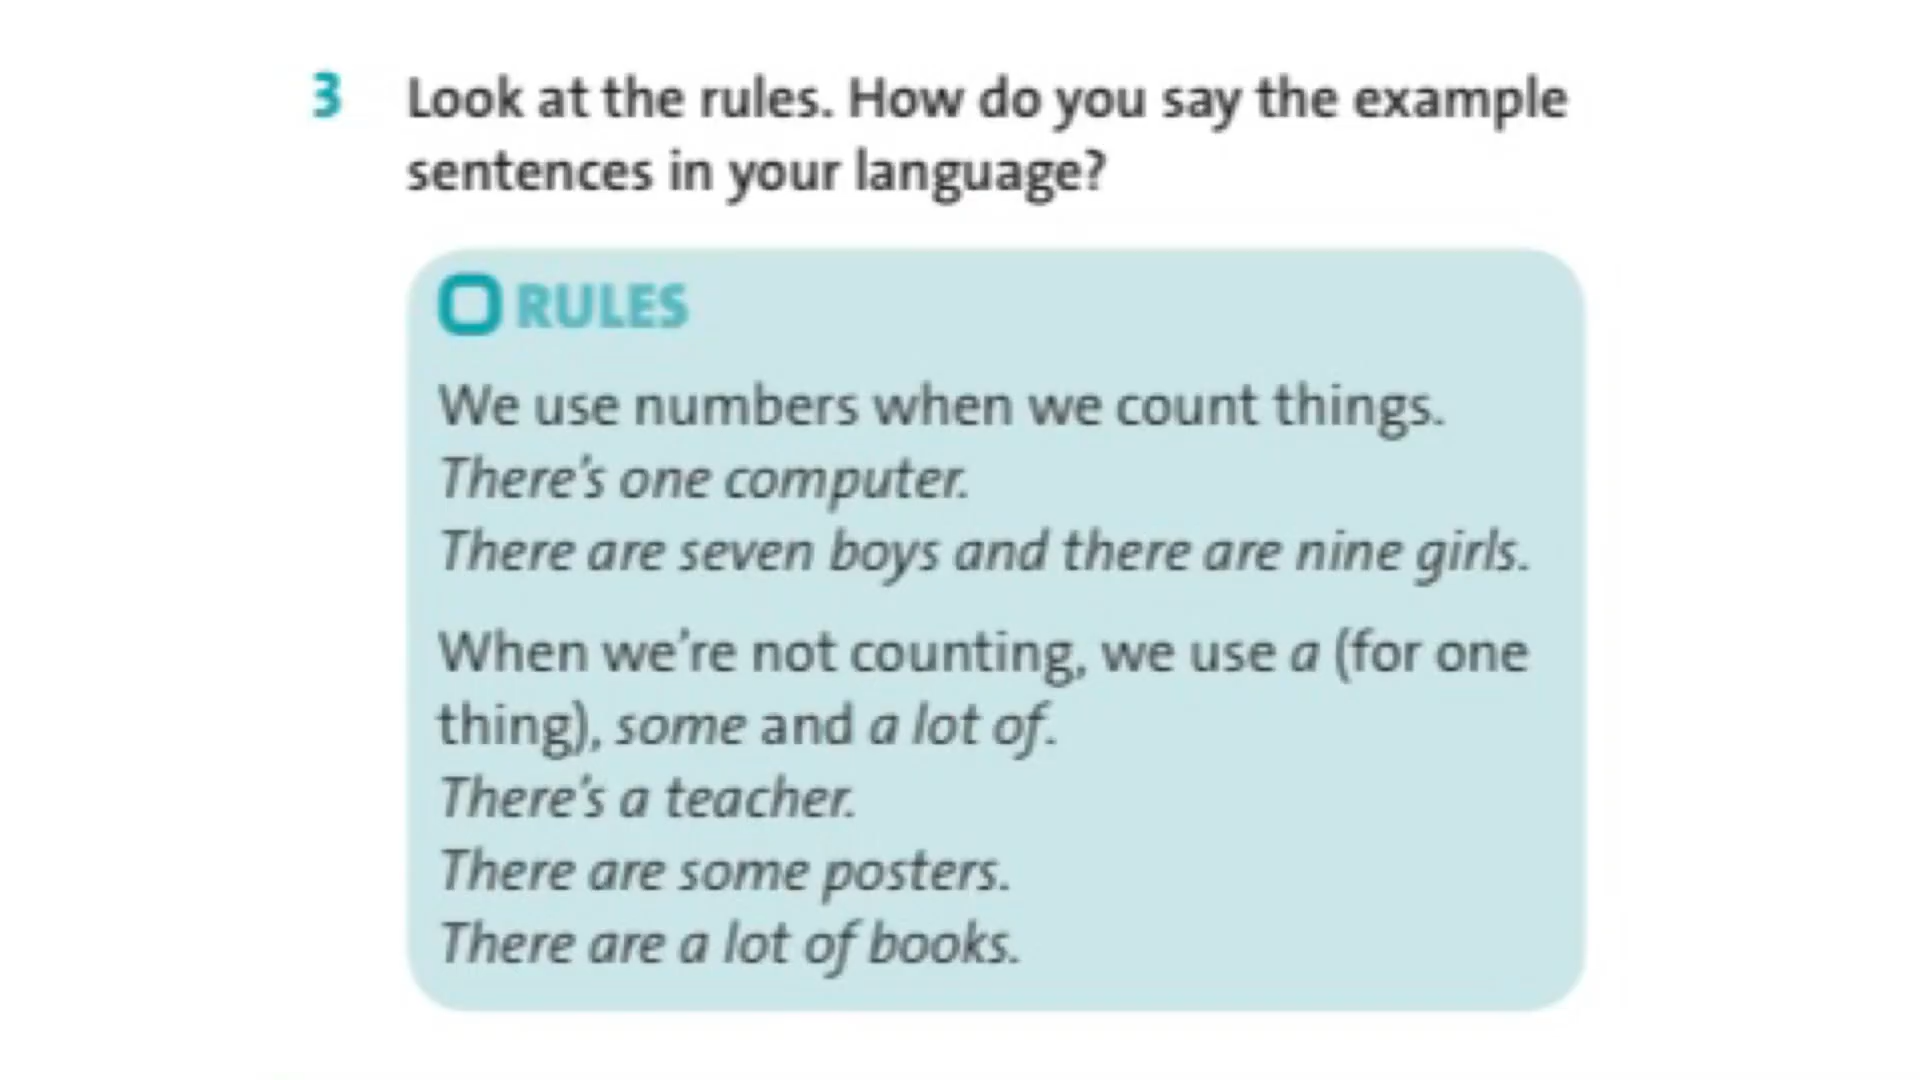 3 Look at the rules. How do you say the example
sentences in your language?
RULES
We use numbers when we count things.
There's one computer.
There are seven boys and there are nine girls.
When we're not counting, we use a (for one
thing), some and a lot of.
There's a teacher.
There are some posters.
There are a lot of books.